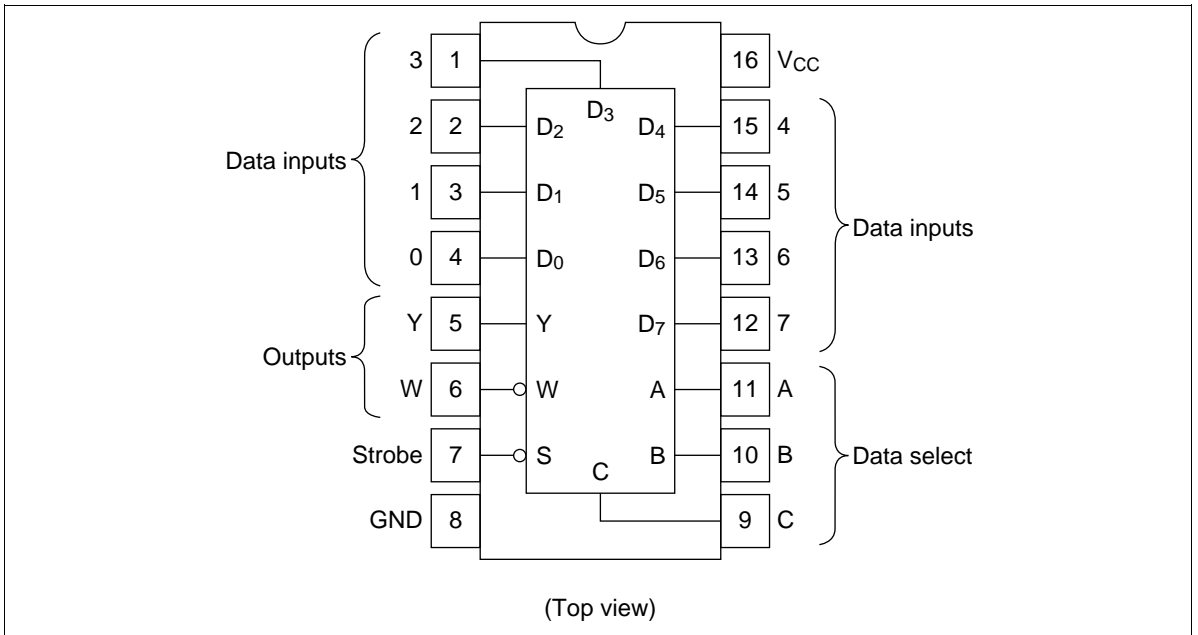 3 1 16 VCC
D3
2 2 D2 D4 15 4
Data inputs
1 3 D1 D5 14 5
Data inputs
0 4 D0 D6 13 6
Y 5 Y D7 12 7
Outputs
W 6 W A 11 A
Strobe 7 S B 10 B Data select
C
GND 8 9 C
(Top view)